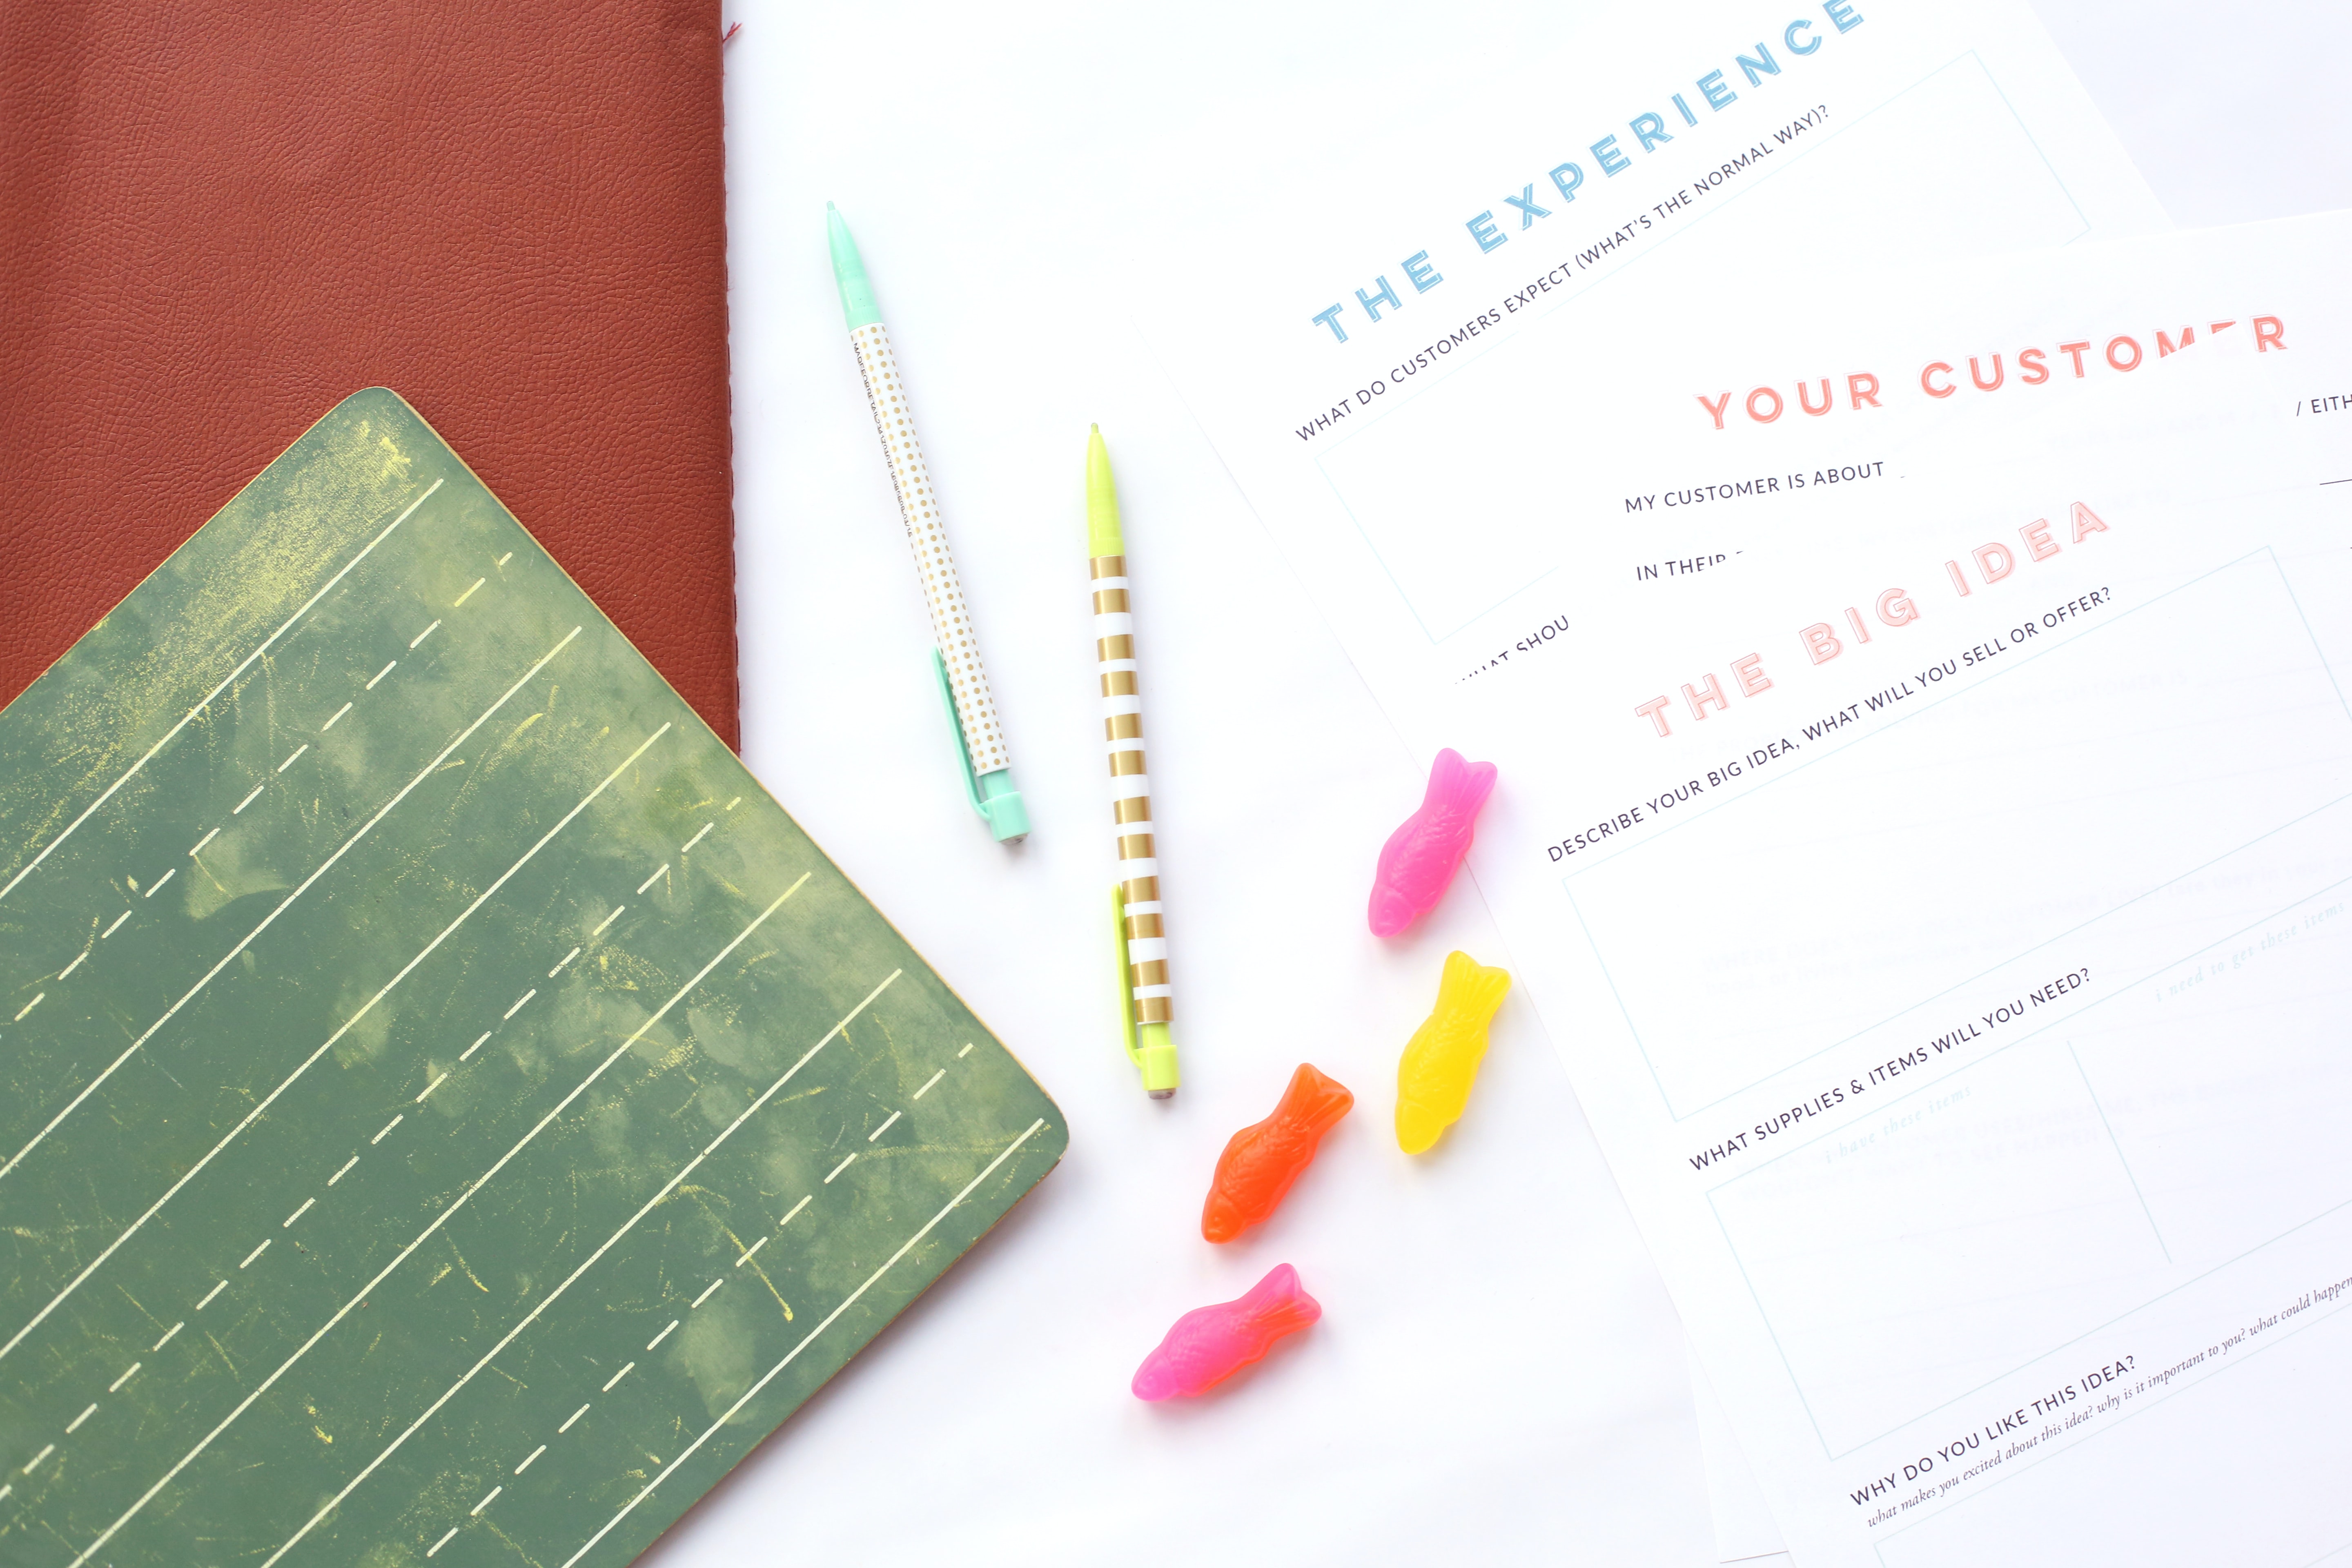 THE EXPERIENCE
WHAT DO CUSTOMERS EXPECT (WHAT'S THE NORMAL WAY)?
SHOU
YOUR CUSTOMER
/ EITH
MY CUSTOMER IS ABOUT
IN THEIR
THE BIG IDEA
DESCRIBE YOUR BIG IDEA, WHAT WILL YOU SELL OR OFFER?
WHAT SUPPLIES & ITEMS WILL YOU NEED?
i have these items
i need to get these items
WHY DO YOU LIKE THIS IDEA?
what makes you excited about this idea? why is it important to you? what could happen